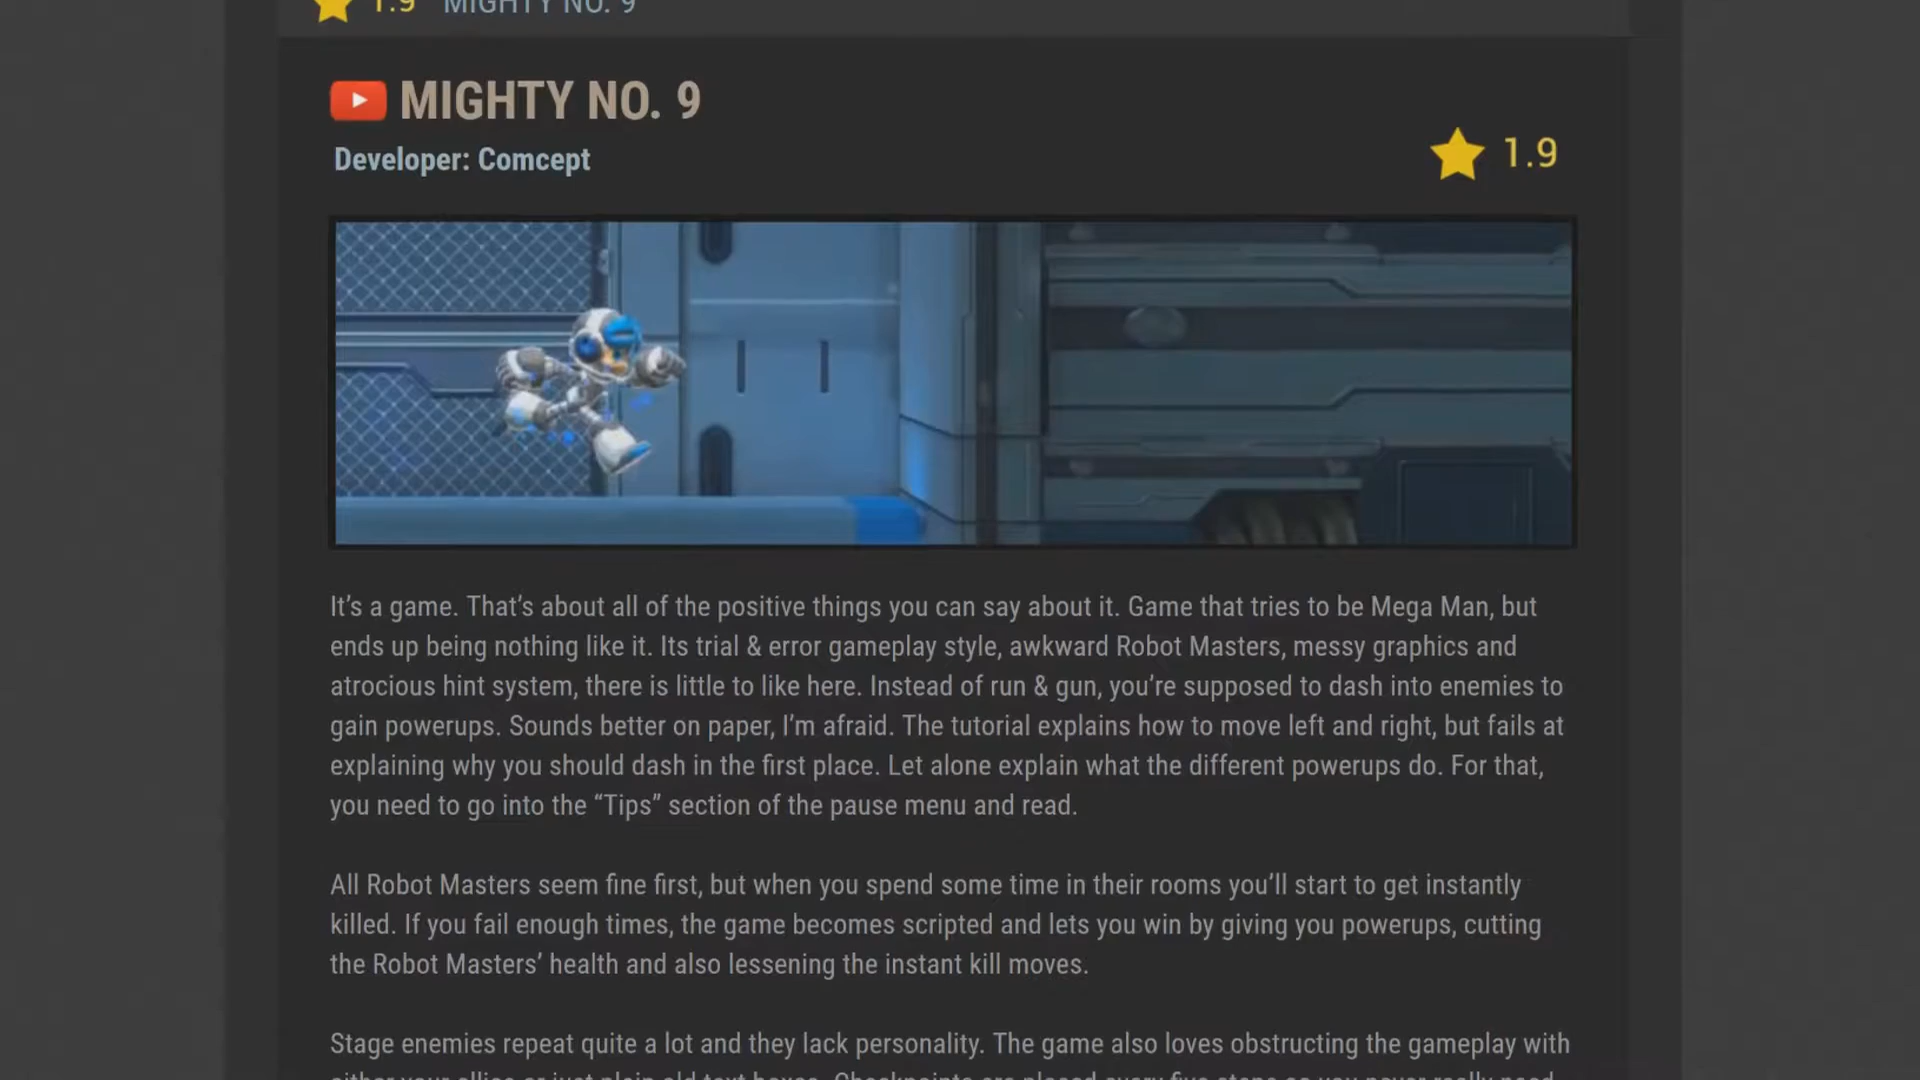 1.9 MIGHTY NO. 9
MIGHTY NO. 9
Developer: Comcept
1.9
It’s a game. That’s about all of the positive things you can say about it. Game that tries to be Mega Man, but
ends up being nothing like it. Its trial & error gameplay style, awkward Robot Masters, messy graphics and
atrocious hint system, there is little to like here. Instead of run & gun, you’re supposed to dash into enemies to
gain powerups. Sounds better on paper, I’m afraid. The tutorial explains how to move left and right, but fails at
explaining why you should dash in the first place. Let alone explain what the different powerups do. For that,
you need to go into the “Tips” section of the pause menu and read.
All Robot Masters seem fine first, but when you spend some time in their rooms you’ll start to get instantly
killed. If you fail enough times, the game becomes scripted and lets you win by giving you powerups, cutting
the Robot Masters’ health and also lessening the instant kill moves.
Stage enemies repeat quite a lot and they lack personality. The game also loves obstructing the gameplay with